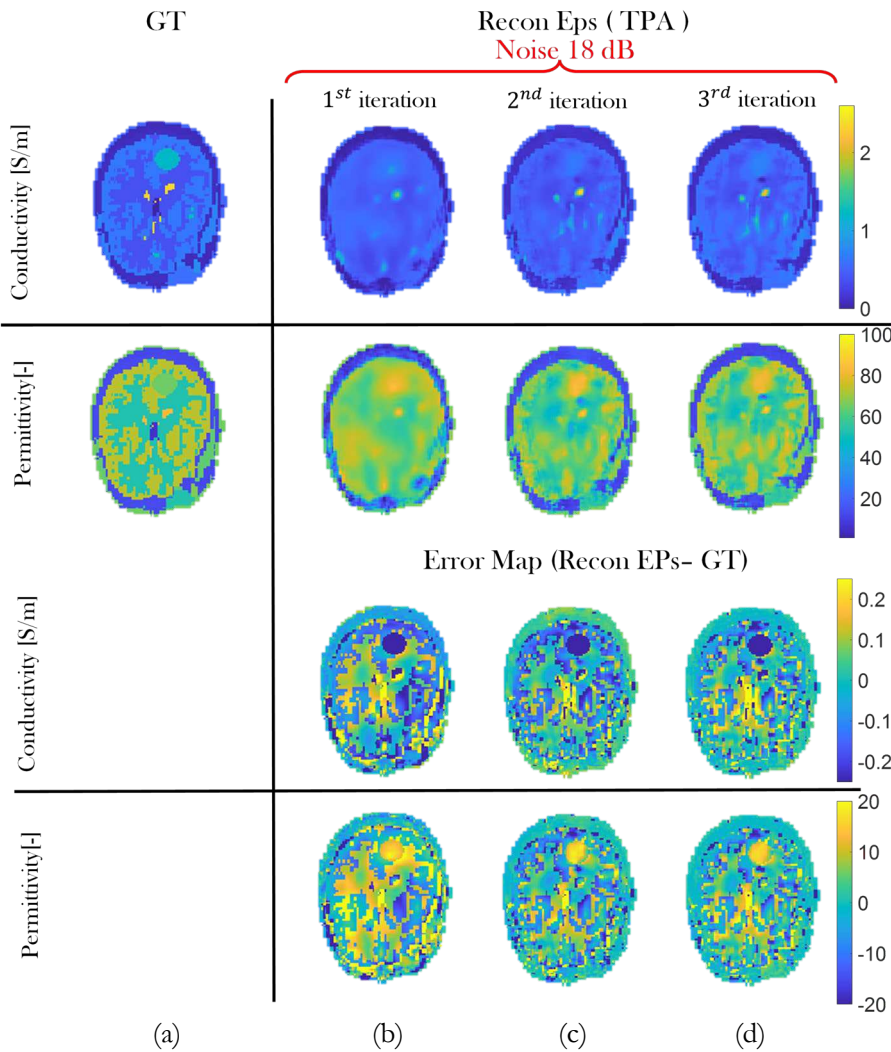 GT
Recon Eps ( TPA )
Noise 18 dB
1st iteration
2nd iteration
3rd iteration
Conductivity [S/m]
2
1
0
Permittivity[-]
100
80
60
40
20
Error Map (Recon EPs– GT)
Conductivity [S/m]
0.2
0.1
0
-0.1
-0.2
Permittivity[-]
20
10
0
-10
-20
(a)
(b)
(c)
(d)